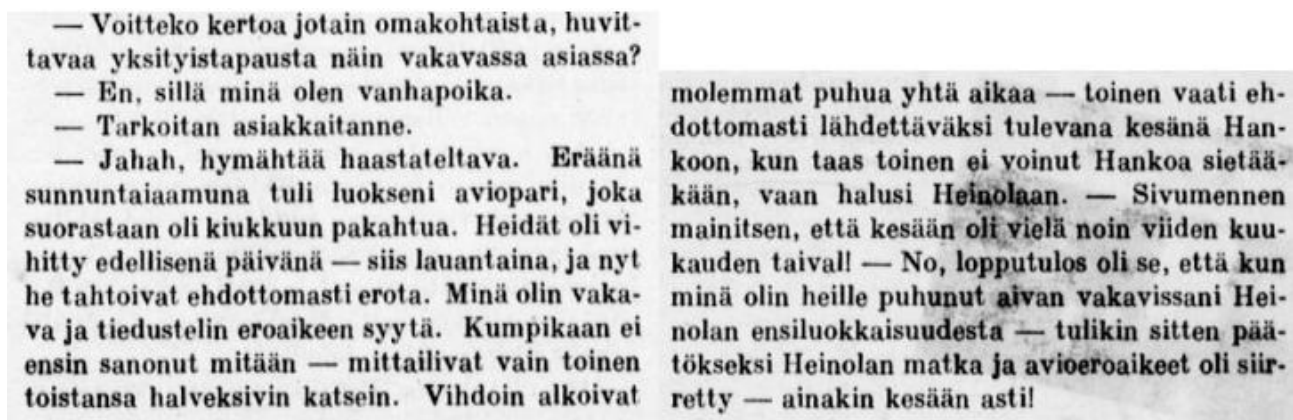 — Voitteko kertoa jotain omakohtaista, huvit-
tavaa yksityistapausta näin vakavassa asiassa?
— En, sillä minä olen vanhapoika.
— Tarkoitan asiakkaitanne.
— Jahah, hymähtää haastateltava. Eräänä
sunnuntaiaamuna tuli luokseni aviopari, joka
suorastaan oli kiukkuun pakahtua. Heidät oli vi-
hitty edellisenä päivänä — siis lauantaina, ja nyt
he tahtoivat ehdottomasti erota. Minä olin vaka-
va ja tiedustelin eroaikeen syytä. Kumpikaan ei
ensin sanonut mitään — mittailivat vain toinen
toistansa halveksivin katsein. Vihdoin alkoivat
molemmat puhua yhtä aikaa — toinen vaati eh-
dottomasti lähdettäväksi tulevana kesänä Han-
koon, kun taas toinen ei voinut Hankoa sietää-
kään, vaan halusi Heinolaan. — Sivumennen
mainitsen, että kesään oli vielä noin viiden kuu-
kauden taival! — No, lopputulos oli se, että kun
minä olin heille puhunut aivan vakavissani Hei-
nolan ensiluokkaisuudesta — tulikin sitten pää-
tökseksi Heinolan matka ja avioeroaikeet oli siir-
retty — ainakin kesään asti!